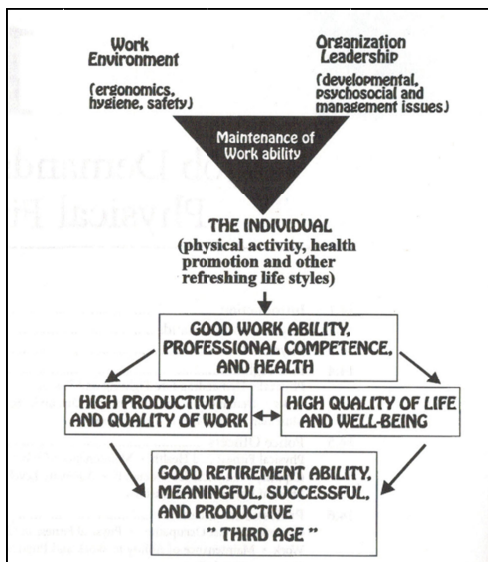 Work
Environment
(ergonomics,
hygiene, safety)
Organization
Leadership
(developmental,
psychosocial and
management issues)
Maintenance of
Work ability
THE INDIVIDUAL
(physical activity, health
promotion and other
refreshing life styles)
GOOD WORK ABILITY,
PROFESSIONAL COMPETENCE,
AND HEALTH
HIGH PRODUCTIVITY
AND QUALITY OF WORK
HIGH QUALITY OF LIFE
AND WELL-BEING
GOOD RETIREMENT ABILITY,
MEANINGFUL, SUCCESSFUL,
AND PRODUCTIVE
" THIRD AGE "